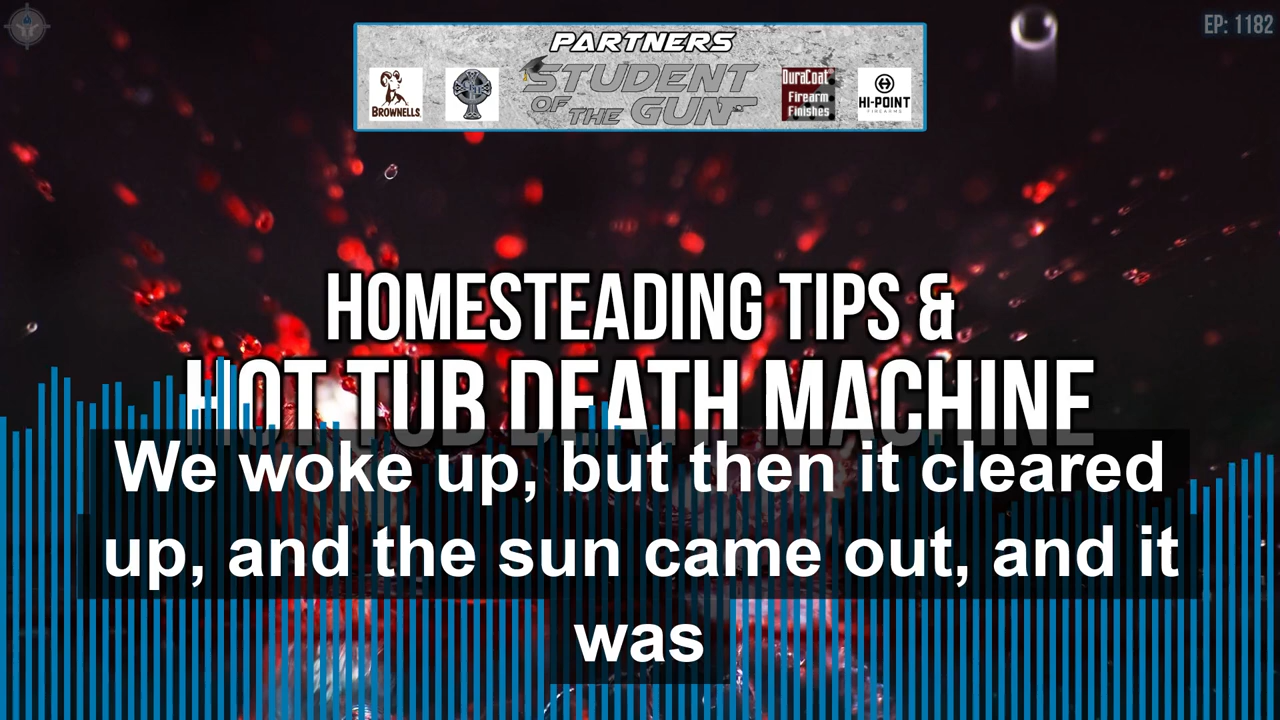 EP: 1182
PARTNERS
STUDENT
OF THE GUN
BROWNELLS
DuraCoat
Firearm
Finishes
HI-POINT
FIREARMS
HOMESTEADING TIPS &
HOT TUB DEATH MACHINE
We woke up, but then it cleared
up, and the sun came out, and it
was